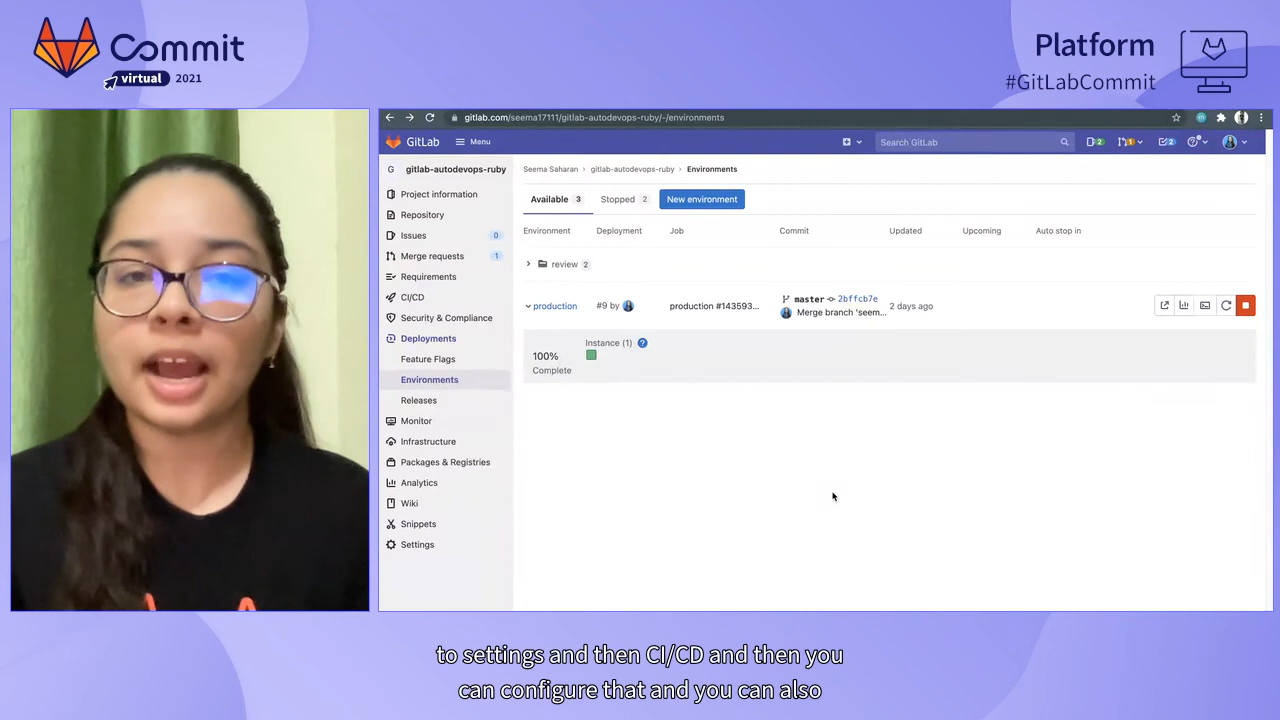 Commit
virtual 2021
Platform
#GitLabCommit
gitlab.com/seema17111/gitlab-autodevops-ruby/-/environments
GitLab Menu Search GitLab 2 1 2
G gitlab-autodevops-ruby
Project information
Repository
Issues 0
Merge requests 1
Requirements
CI/CD
Security & Compliance
Deployments
Feature Flags
Environments
Releases
Monitor
Infrastructure
Packages & Registries
Analytics
Wiki
Snippets
Settings
Seema Saharan › gitlab-autodevops-ruby › Environments
Available 3 Stopped 2 New environment
Environment Deployment Job Commit Updated Upcoming Auto stop in
review 2
production #9 by production #143593... master 2bffcb7e 2 days ago
Merge branch 'seem...
Instance (1) ?
100%
Complete
to settings and then CI/CD and then you
can configure that and you can also